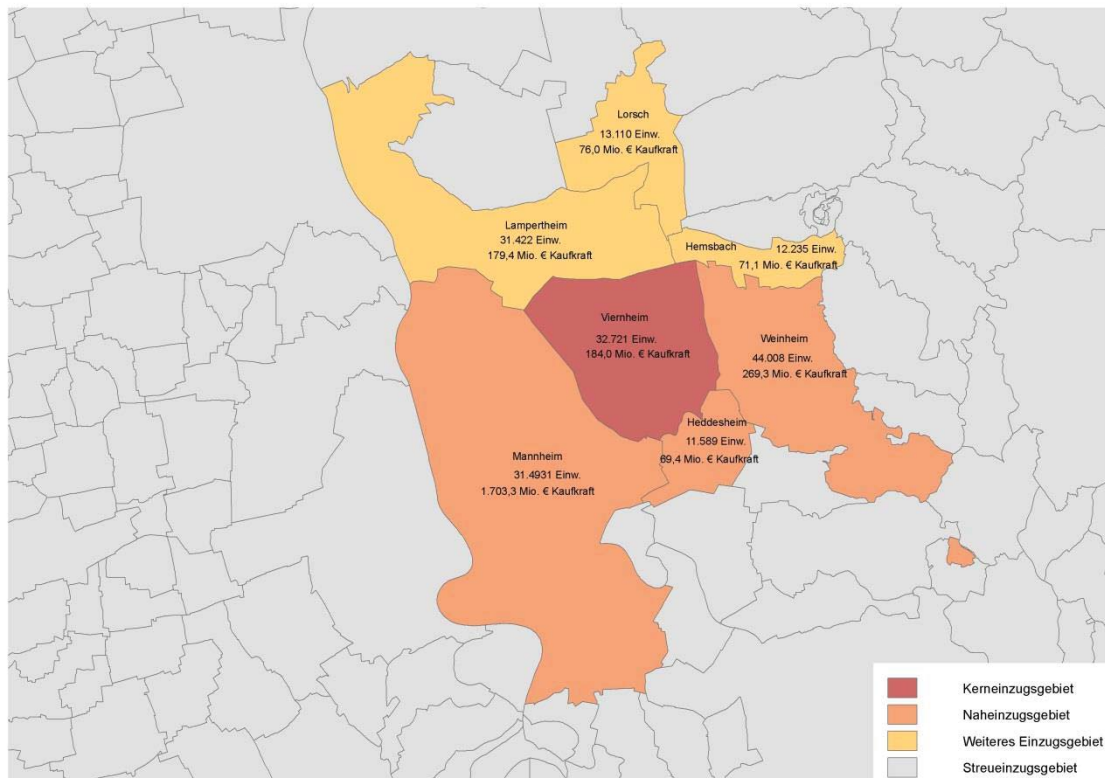 Lorsch
13.110 Einw.
76,0 Mio. € Kaufkraft
Lampertheim
31.422 Einw.
179,4 Mio. € Kaufkraft
Hemsbach
12.235 Einw.
71,1 Mio. € Kaufkraft
Viernheim
32.721 Einw.
184,0 Mio. € Kaufkraft
Weinheim
44.008 Einw.
269,3 Mio. € Kaufkraft
Heddesheim
11.589 Einw.
69,4 Mio. € Kaufkraft
Mannheim
31.4931 Einw.
1.703,3 Mio. € Kaufkraft
Kerneinzugsgebiet
Naheinzugsgebiet
Weiteres Einzugsgebiet
Streueinzugsgebiet